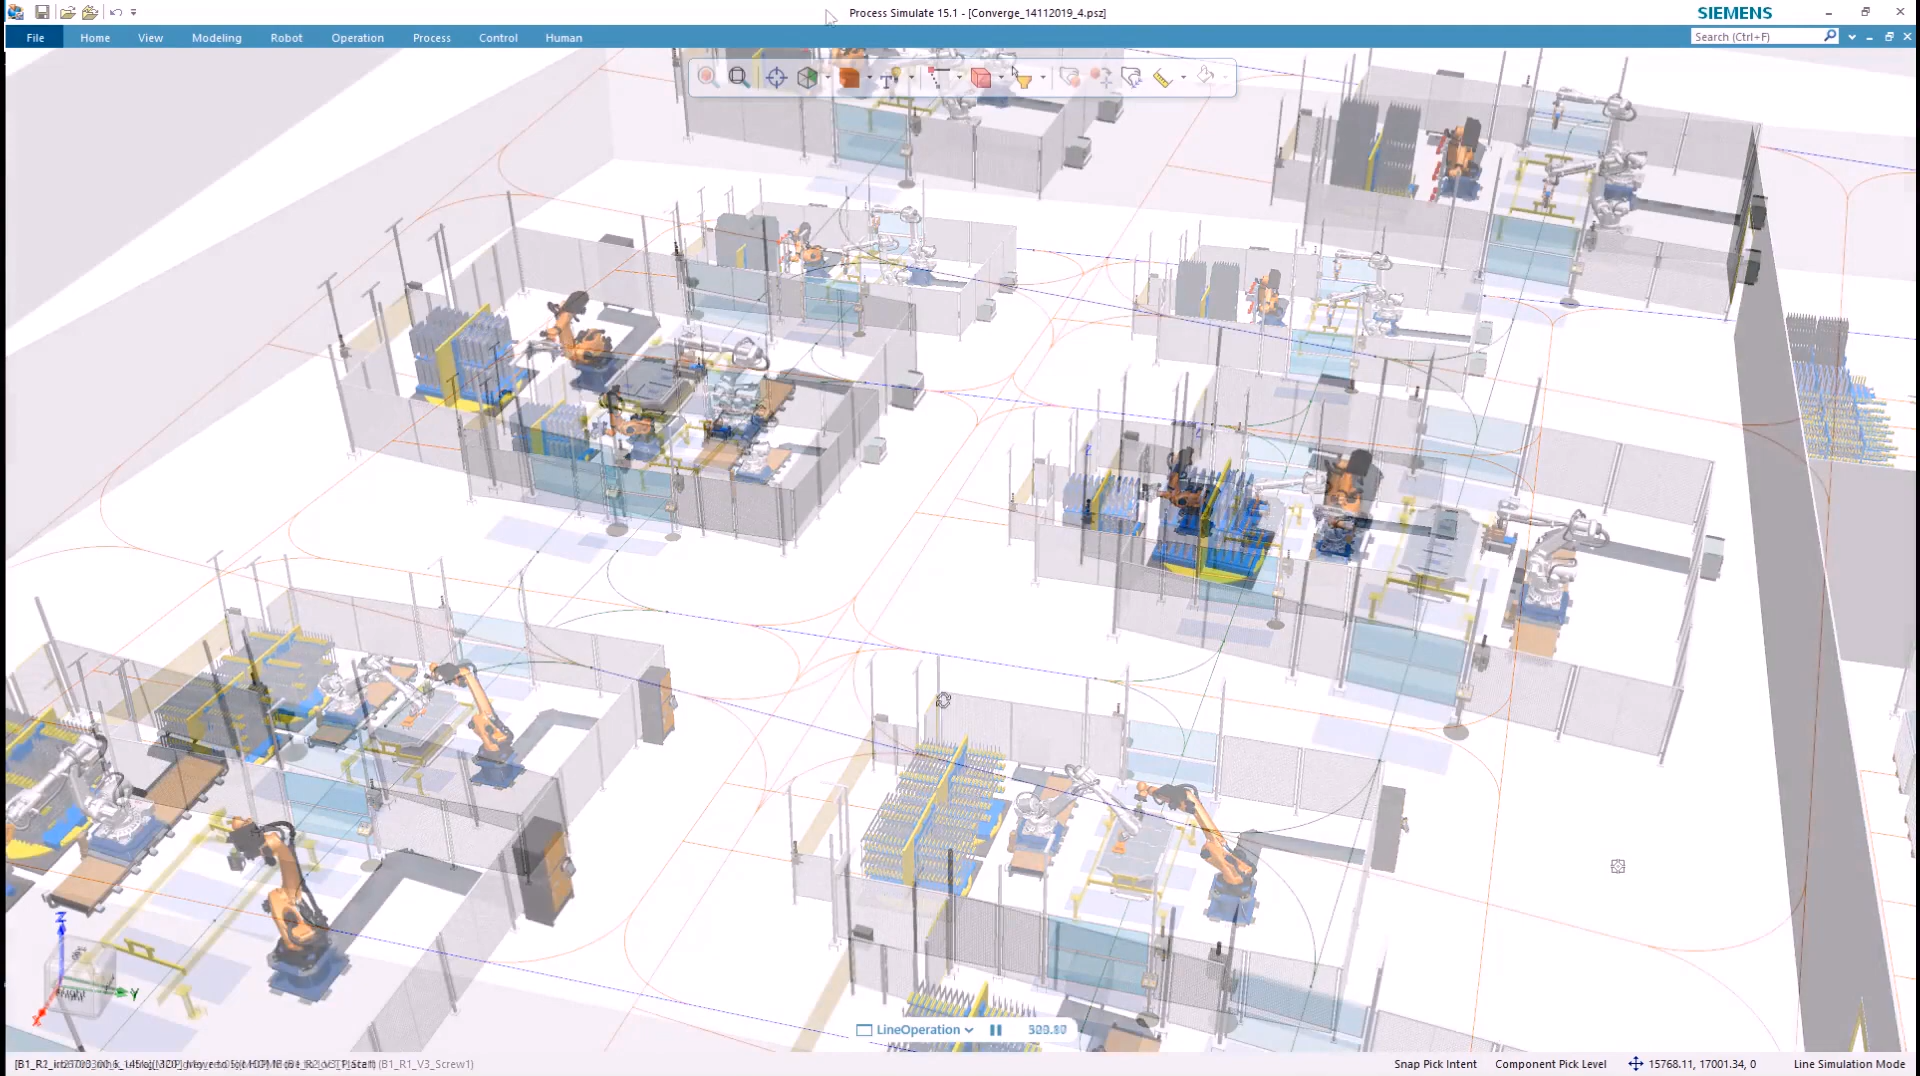 Process Simulate 15.1 - [Converge_14112019_4.psz]
SIEMENS
File Home View Modeling Robot Operation Process Control Human
Search (Ctrl+F)
Z
Y
X
LineOperation
(B1_R1_V3_Screw1)
Snap Pick Intent Component Pick Level 15768.11, 17001.34, 0 Line Simulation Mode